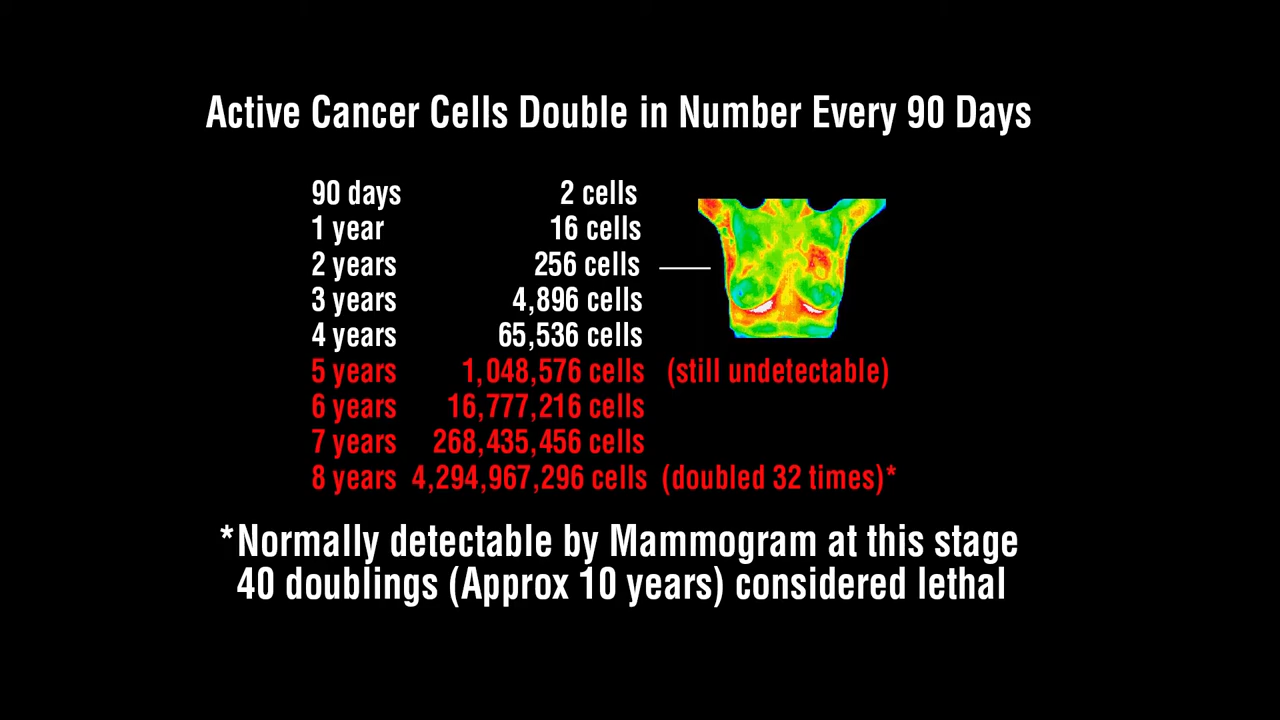 Active Cancer Cells Double in Number Every 90 Days
90 days 2 cells
1 year 16 cells
2 years 256 cells
3 years 4,896 cells
4 years 65,536 cells
5 years 1,048,576 cells (still undetectable)
6 years 16,777,216 cells
7 years 268,435,456 cells
8 years 4,294,967,296 cells (doubled 32 times)*
*Normally detectable by Mammogram at this stage
40 doublings (Approx 10 years) considered lethal